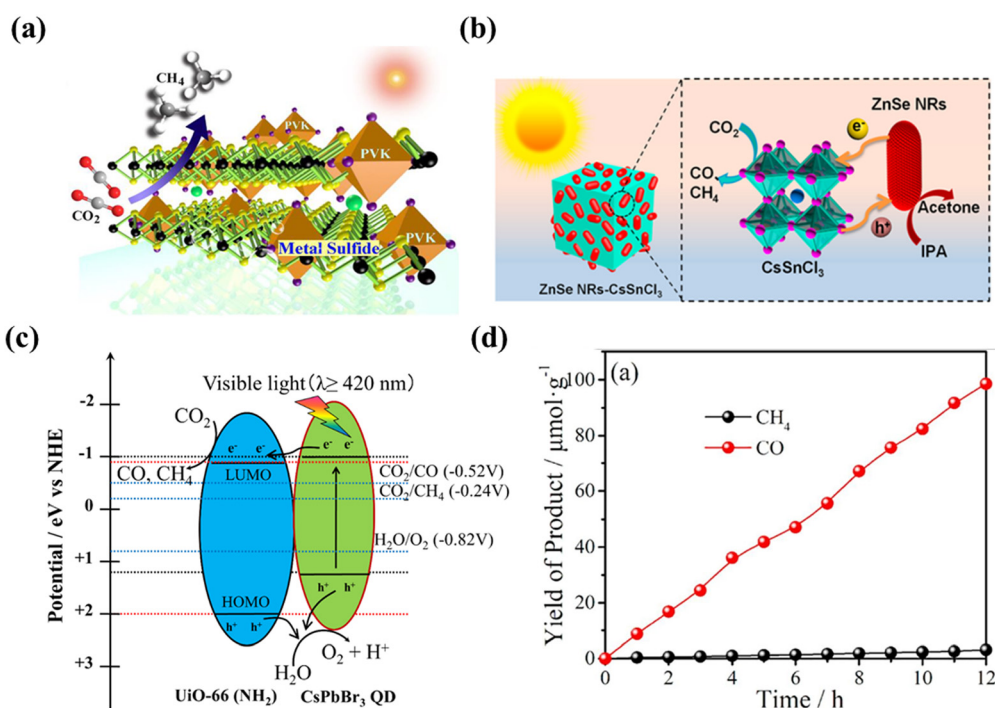 (a)
CH4
PVK
PVK
CO2
Metal Sulfide
PVK
(b)
ZnSe NRs
e-
CO2
CO,
CH4
Acetone
h+
IPA
CsSnCl3
ZnSe NRs-CsSnCl3
(c)
Visible light(λ≥ 420 nm)
Potential / eV vs NHE
-2
-1
0
+1
+2
+3
CO2
e- e-
e- e-
CO, CH4
LUMO
CO2/CO (-0.52V)
CO2/CH4 (-0.24V)
H2O/O2 (-0.82V)
h+ h+
HOMO
h+ h+
O2 + H+
H2O
UiO-66 (NH2)
CsPbBr3 QD
(d)
(a)
CH4
CO
Yield of Product / μmol·g-1
100
80
60
40
20
0
0 2 4 6 8 10 12
Time / h